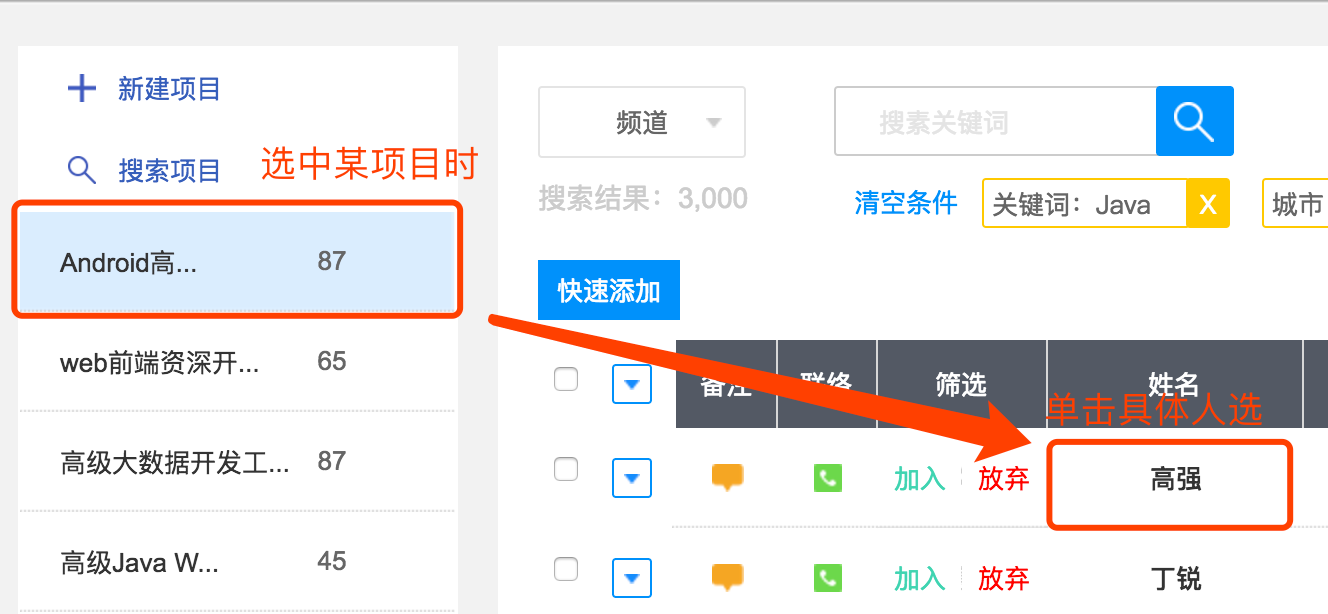 新建项目
搜索项目
选中某项目时
Android高... 87
web前端资深开... 65
高级大数据开发工... 87
高级Java W... 45
频道
搜素关键词
搜索结果：3,000
清空条件
关键词：Java X
城市
快速添加
备注 联络 筛选 姓名
单击具体人选
加入 放弃 高强
加入 放弃 丁锐